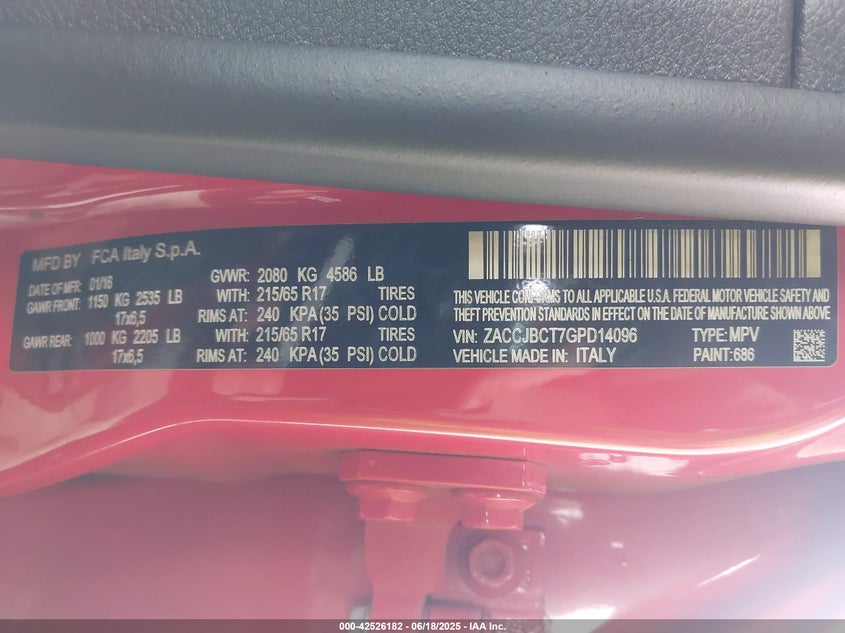 MFD BY FCA Italy S.p.A.
DATE OF MFR 01/16 GVWR: 2080 KG 4586 LB
GAWR FRONT: 1150 KG 2535 LB WITH: 215/65 R17 TIRES
17x6,5 RIMS AT: 240 KPA (35 PSI) COLD
GAWR REAR: 1000 KG 2205 LB WITH: 215/65 R17 TIRES
17x6,5 RIMS AT: 240 KPA (35 PSI) COLD
THIS VEHICLE CONFORMS TO ALL APPLICABLE U.S.A. FEDERAL MOTOR VEHICLE SAFETY AND
THEFT PREVENTION STANDARDS IN EFFECT ON THE DATE OF MANUFACTURE SHOWN ABOVE
VIN: ZACCJBCT7GPD14096 TYPE: MPV
VEHICLE MADE IN: ITALY PAINT: 686
000-42526182 - 06/18/2025 - IAA Inc.